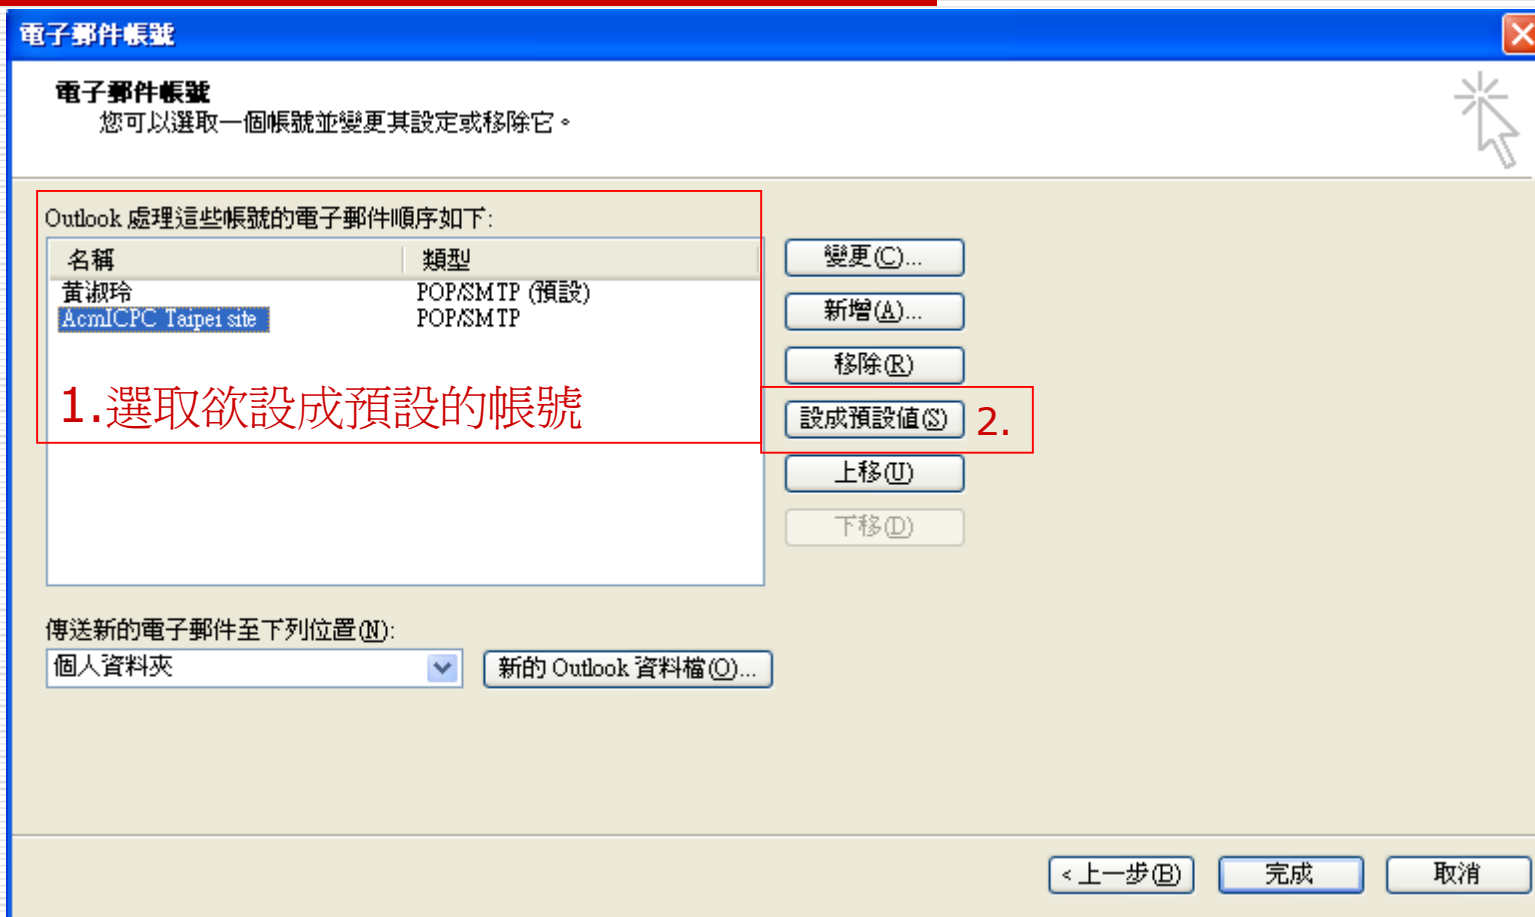 電子郵件帳號
電子郵件帳號
您可以選取一個帳號並變更其設定或移除它。
Outlook 處理這些帳號的電子郵件順序如下:
名稱 類型
黃淑玲 POP/SMTP (預設)
AcmICPC Taipei site POP/SMTP
1.選取欲設成預設的帳號
變更(C)...
新增(A)...
移除(R)
設成預設值(S) 2.
上移(U)
下移(D)
傳送新的電子郵件至下列位置(N):
個人資料夾 新的 Outlook 資料檔(O)...
< 上一步(B) 完成 取消